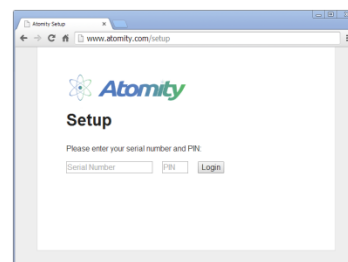 Atomity Setup
www.atomity.com/setup
Atomity
Setup
Please enter your serial number and PIN:
Serial Number PIN Login